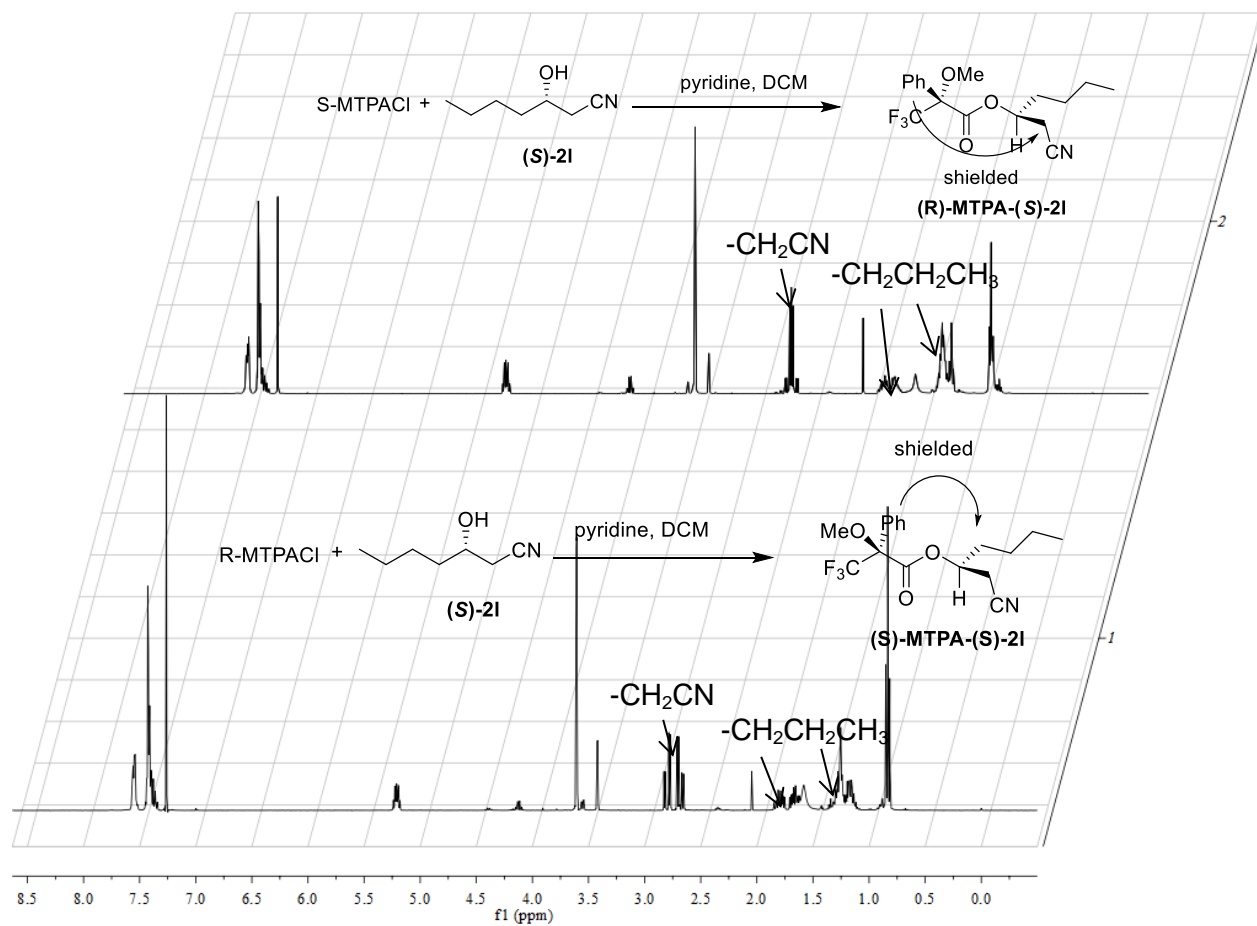 OH
S-MTPACl + CN
pyridine, DCM
(S)-2l
Ph OMe
F3C O
O H CN
shielded
(R)-MTPA-(S)-2l
2
-CH2CN
-CH2CH2CH3
shielded
OH
R-MTPACl + CN
pyridine, DCM
(S)-2l
MeO Ph
F3C O
O H CN
(S)-MTPA-(S)-2l
1
-CH2CN
-CH2CH2CH3
8.5 8.0 7.5 7.0 6.5 6.0 5.5 5.0 4.5 4.0 3.5 3.0 2.5 2.0 1.5 1.0 0.5 0.0
f1 (ppm)